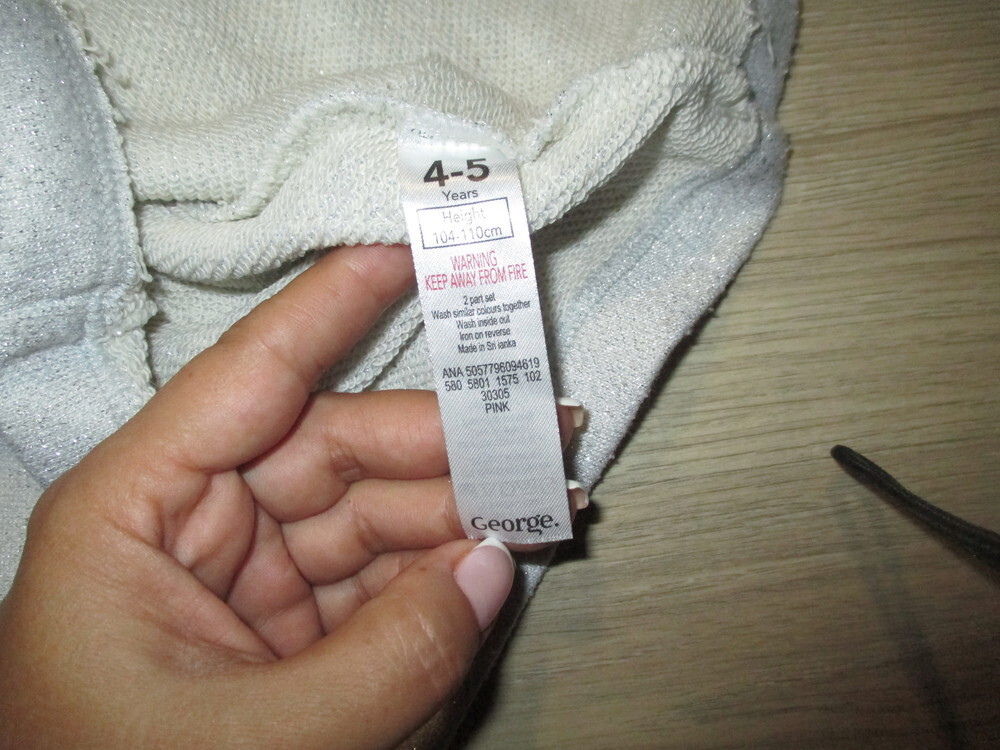 4-5
Years
Height
104-110cm
WARNING
KEEP AWAY FROM FIRE
2 part set
Wash similar colours together
Wash inside out
Iron on reverse
Made in Sri lanka
ANA 5057796094619
580 5801 1575 102
30305
PINK
George.